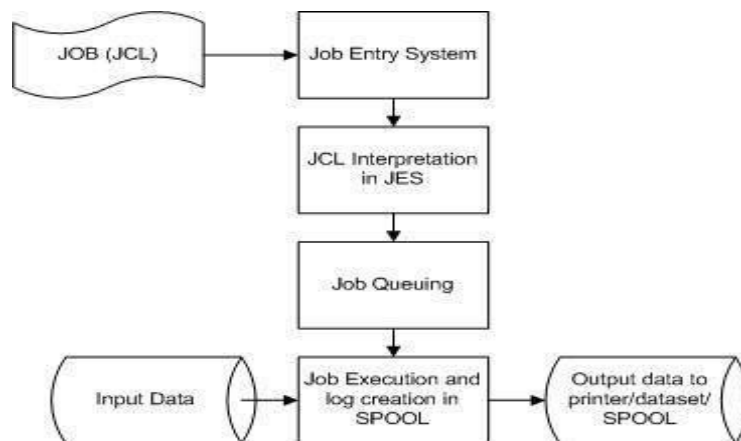 JOB (JCL)
Job Entry System
JCL Interpretation
in JES
Job Queuing
Input Data
Job Execution and
log creation in
SPOOL
Output data to
printer/dataset/
SPOOL